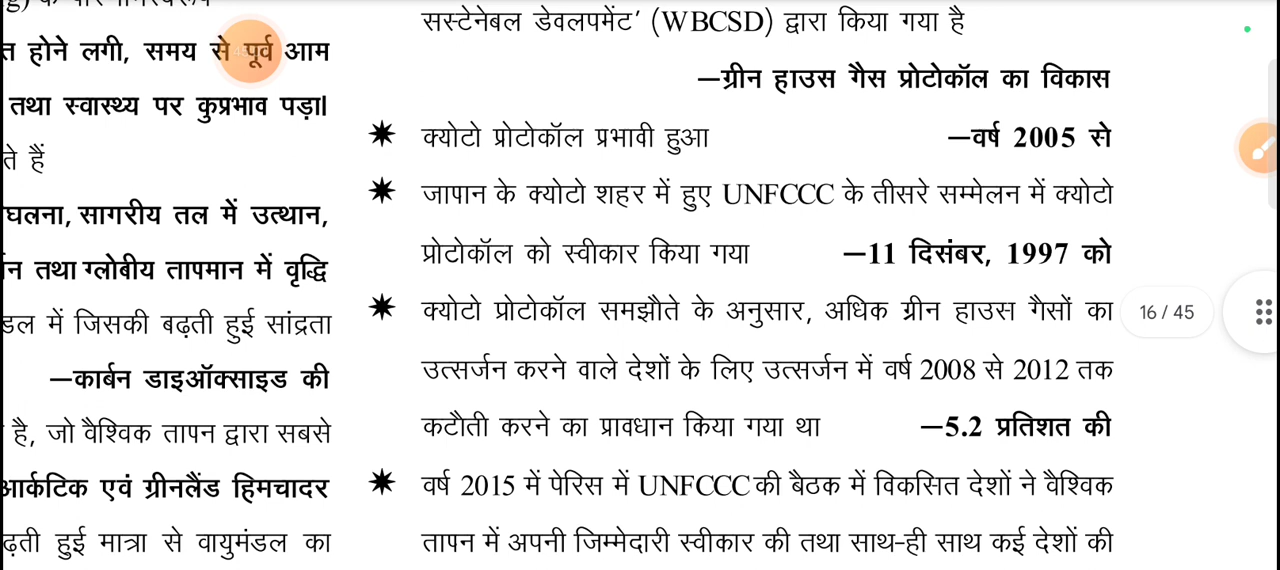 त होने लगी, समय से पूर्व आम
तथा स्वास्थ्य पर कुप्रभाव पड़ा।
ते हैं
घलना, सागरीय तल में उत्थान,
न तथा ग्लोबीय तापमान में वृद्धि
डल में जिसकी बढ़ती हुई सांद्रता
—कार्बन डाइऑक्साइड की
है, जो वैश्विक तापन द्वारा सबसे
आर्कटिक एवं ग्रीनलैंड हिमचादर
ढ़ती हुई मात्रा से वायुमंडल का
सस्टेनेबल डेवलपमेंट’ (WBCSD) द्वारा किया गया है
—ग्रीन हाउस गैस प्रोटोकॉल का विकास
✷ क्योटो प्रोटोकॉल प्रभावी हुआ —वर्ष 2005 से
✷ जापान के क्योटो शहर में हुए UNFCCC के तीसरे सम्मेलन में क्योटो
प्रोटोकॉल को स्वीकार किया गया —11 दिसंबर, 1997 को
✷ क्योटो प्रोटोकॉल समझौते के अनुसार, अधिक ग्रीन हाउस गैसों का
उत्सर्जन करने वाले देशों के लिए उत्सर्जन में वर्ष 2008 से 2012 तक
कटौती करने का प्रावधान किया गया था —5.2 प्रतिशत की
✷ वर्ष 2015 में पेरिस में UNFCCC की बैठक में विकसित देशों ने वैश्विक
तापन में अपनी जिम्मेदारी स्वीकार की तथा साथ-ही साथ कई देशों की
16 / 45